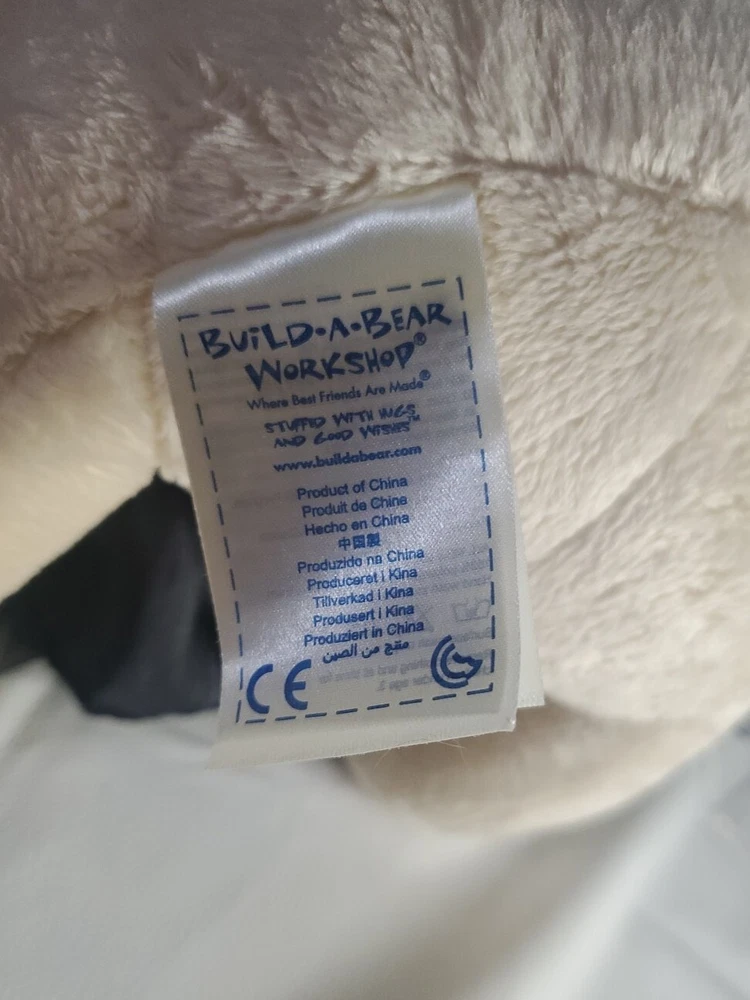 BUiLD-A-BEAR
WORKSHOP®
Where Best Friends Are Made®
STUFFED WITH HUGS
AND GOOD WISHES™
www.buildabear.com
Product of China
Produit de Chine
Hecho en China
中国製
Produzido na China
Produceret i Kina
Tillverkad i Kina
Produsert i Kina
Produziert in China
منتج من الصين
CE